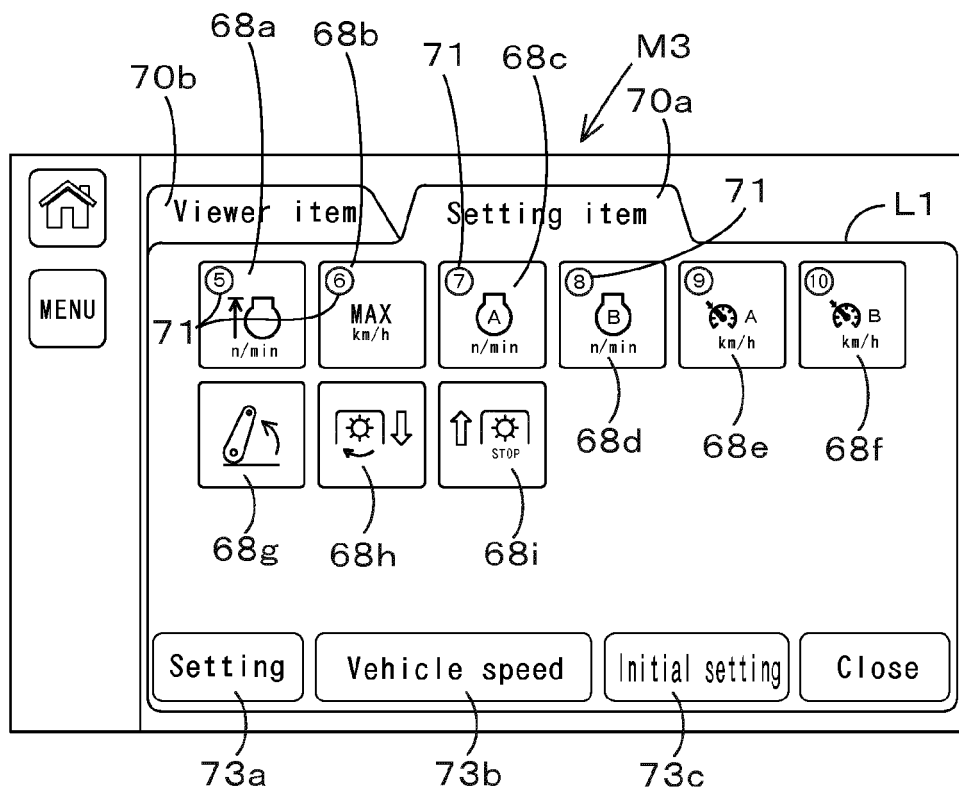 68a
68b
71
68c
M3
70b
70a
71
L1
Viewer item
Setting item
MENU
⑤
n/min
⑥
MAX
km/h
⑦
A
n/min
⑧
B
n/min
⑨
A
km/h
⑩
B
km/h
71
STOP
68d
68e
68f
68g
68h
68i
Setting
Vehicle speed
Initial setting
Close
73a
73b
73c